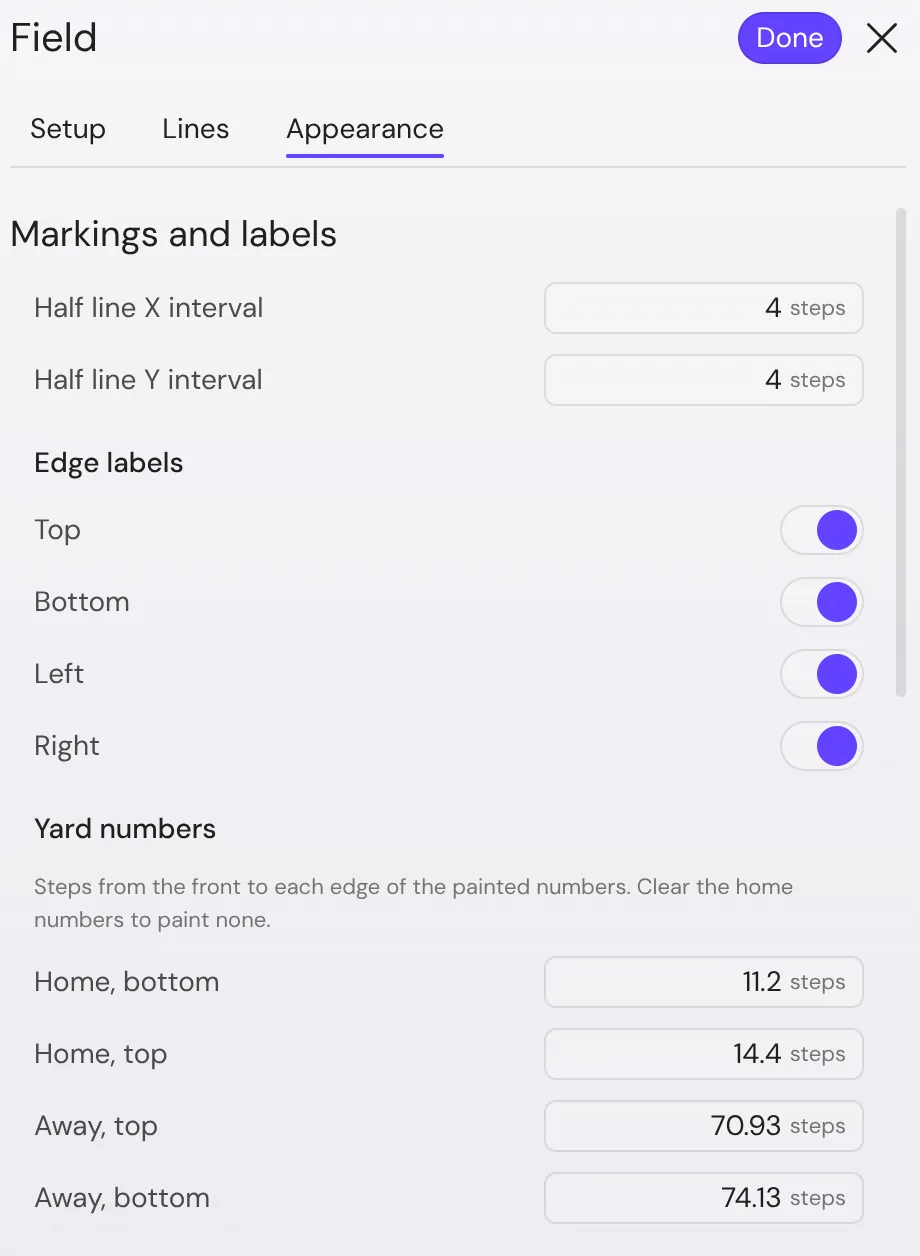 Field
Done
Setup
Lines
Appearance
Markings and labels
Half line X interval
4 steps
Half line Y interval
4 steps
Edge labels
Top
Bottom
Left
Right
Yard numbers
Steps from the front to each edge of the painted numbers. Clear the home
numbers to paint none.
Home, bottom
11.2 steps
Home, top
14.4 steps
Away, top
70.93 steps
Away, bottom
74.13 steps